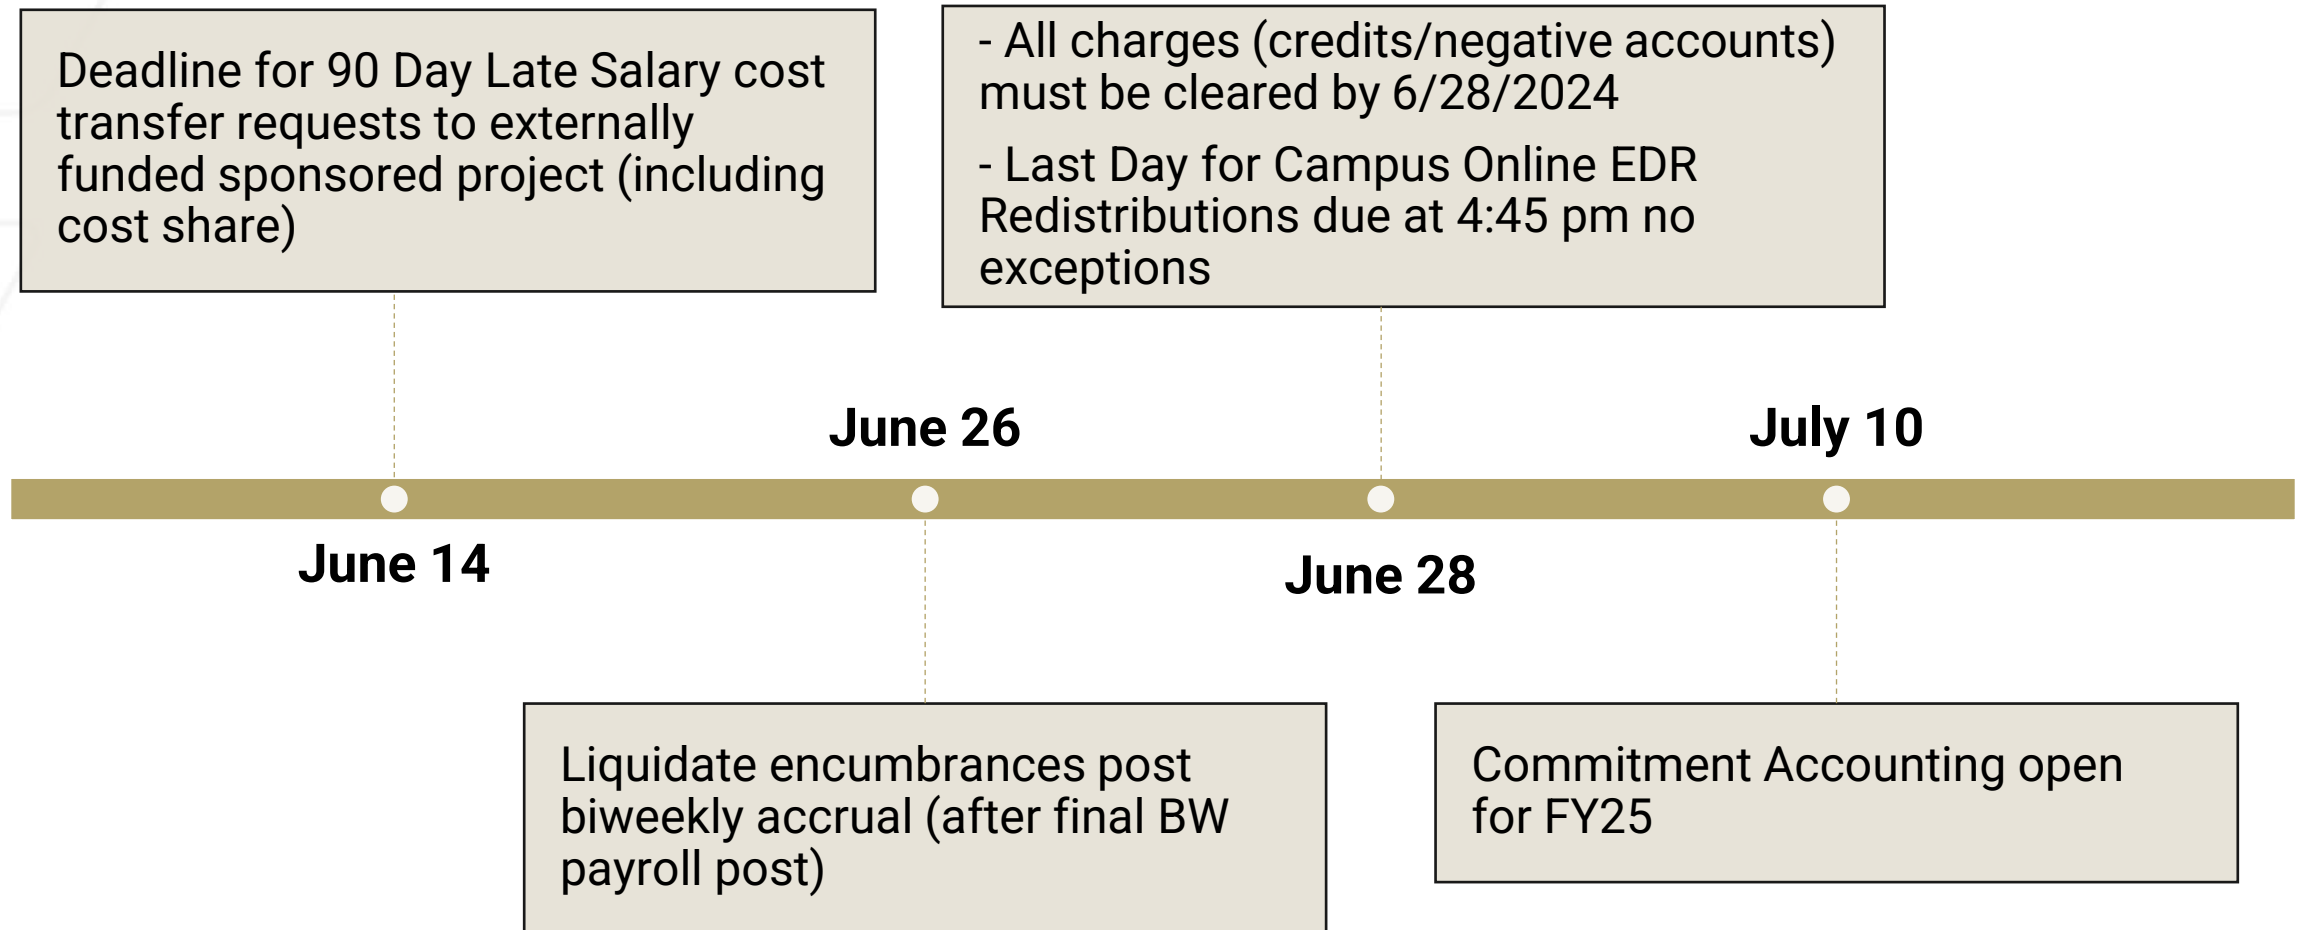 Deadline for 90 Day Late Salary cost
transfer requests to externally
funded sponsored project (including
cost share)
- All charges (credits/negative accounts)
must be cleared by 6/28/2024
- Last Day for Campus Online EDR
Redistributions due at 4:45 pm no
exceptions
June 26
July 10
June 14
June 28
Liquidate encumbrances post
biweekly accrual (after final BW
payroll post)
Commitment Accounting open
for FY25